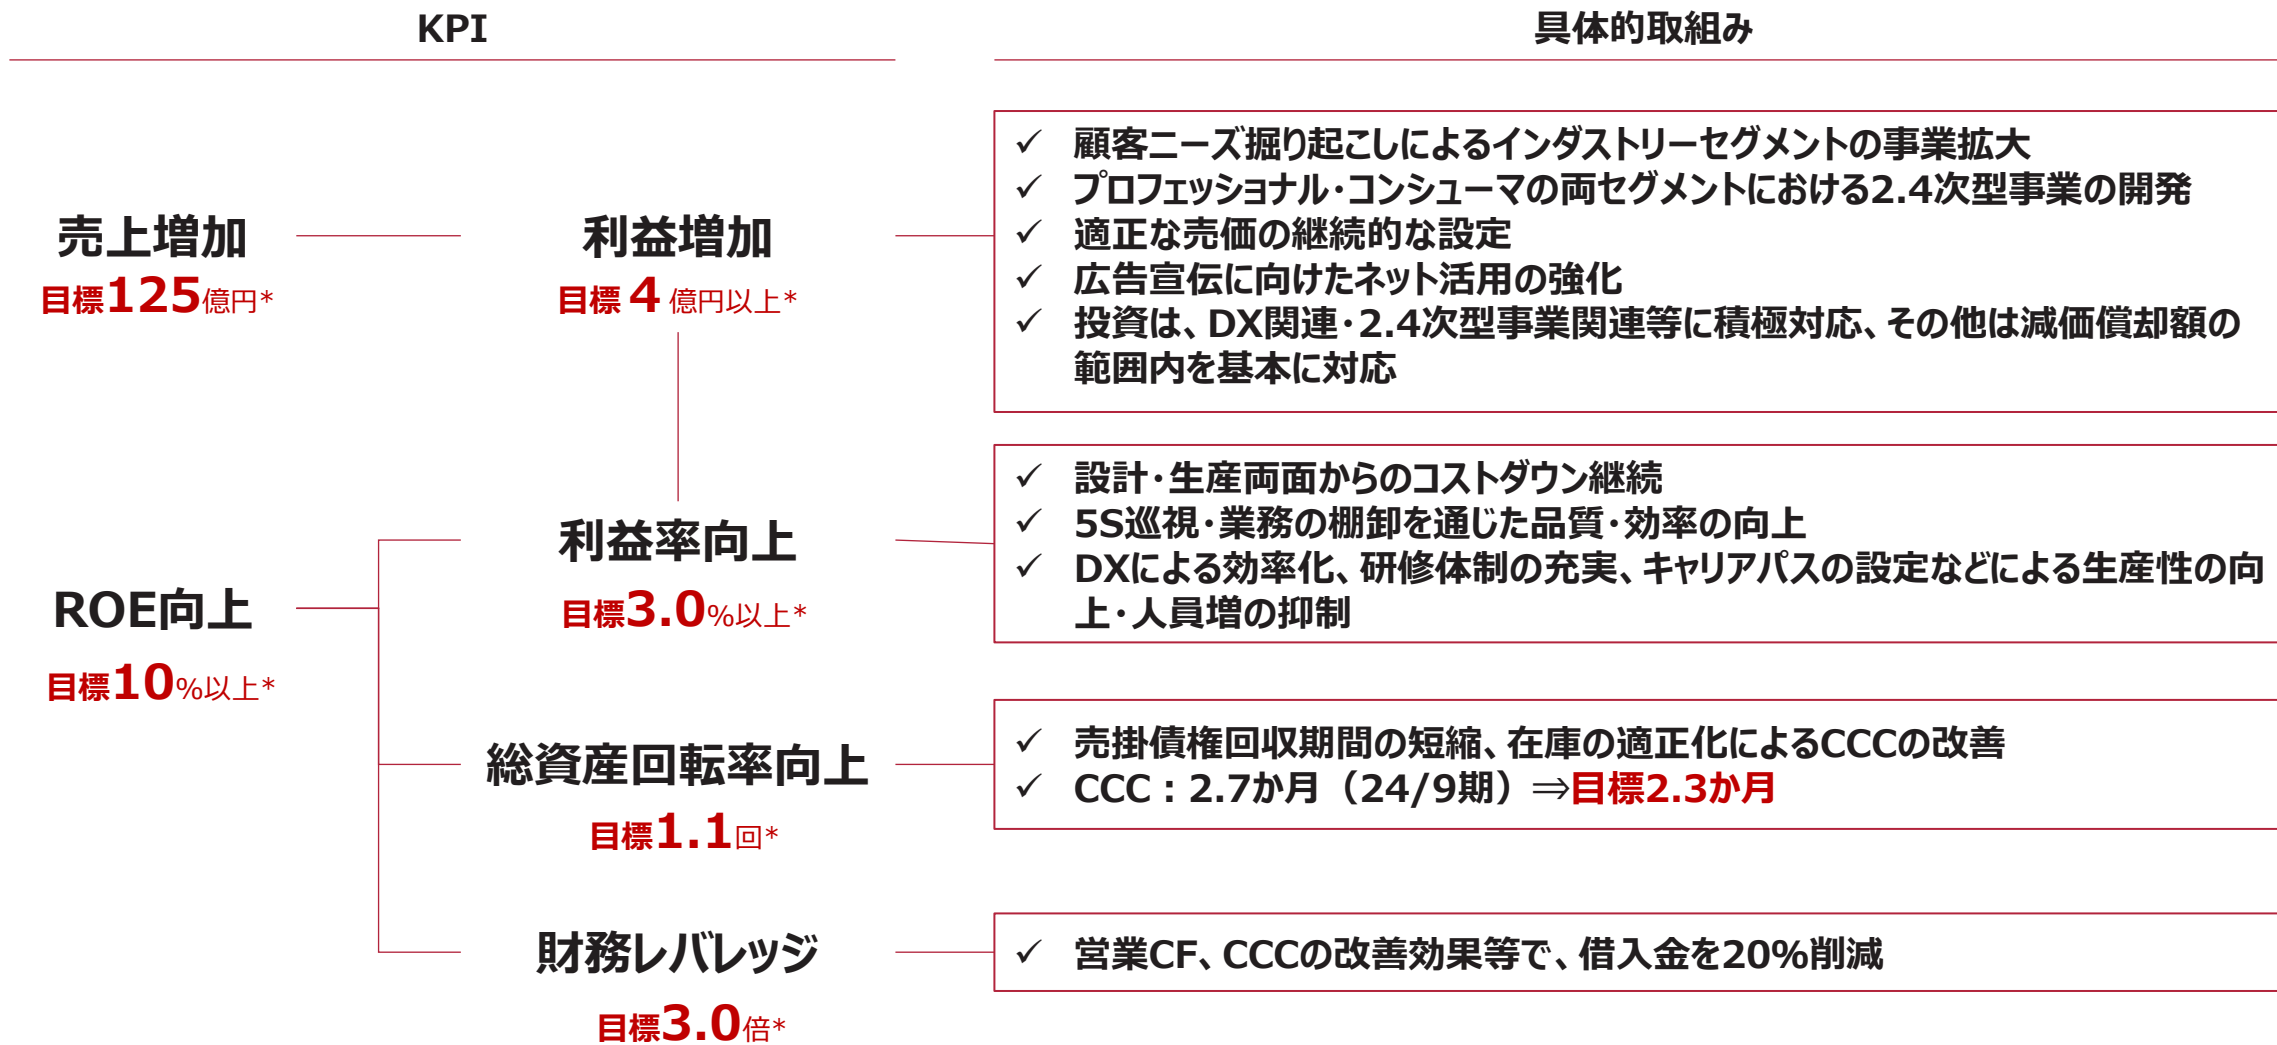 KPI
具体的取組み
売上増加
目標125億円*
利益増加
目標４億円以上*
✓ 顧客ニーズ掘り起こしによるインダストリーセグメントの事業拡大
✓ プロフェッショナル・コンシューマの両セグメントにおける2.4次型事業の開発
✓ 適正な売価の継続的な設定
✓ 広告宣伝に向けたネット活用の強化
✓ 投資は、DX関連・2.4次型事業関連等に積極対応、その他は減価償却額の
範囲内を基本に対応
ROE向上
目標10%以上*
利益率向上
目標3.0%以上*
✓ 設計・生産両面からのコストダウン継続
✓ 5S巡視・業務の棚卸を通じた品質・効率の向上
✓ DXによる効率化、研修体制の充実、キャリアパスの設定などによる生産性の向
上・人員増の抑制
総資産回転率向上
目標1.1回*
✓ 売掛債権回収期間の短縮、在庫の適正化によるCCCの改善
✓ CCC：2.7か月（24/9期）⇒目標2.3か月
財務レバレッジ
目標3.0倍*
✓ 営業CF、CCCの改善効果等で、借入金を20%削減